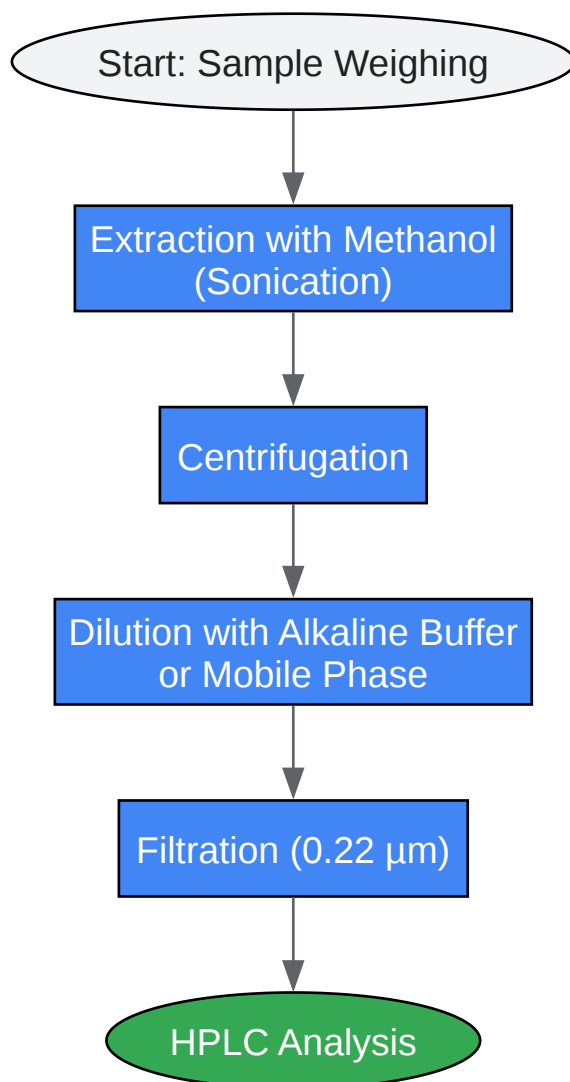 Start: Sample Weighing
Extraction with Methanol
(Sonication)
Centrifugation
Dilution with Alkaline Buffer
or Mobile Phase
Filtration (0.22 µm)
HPLC Analysis